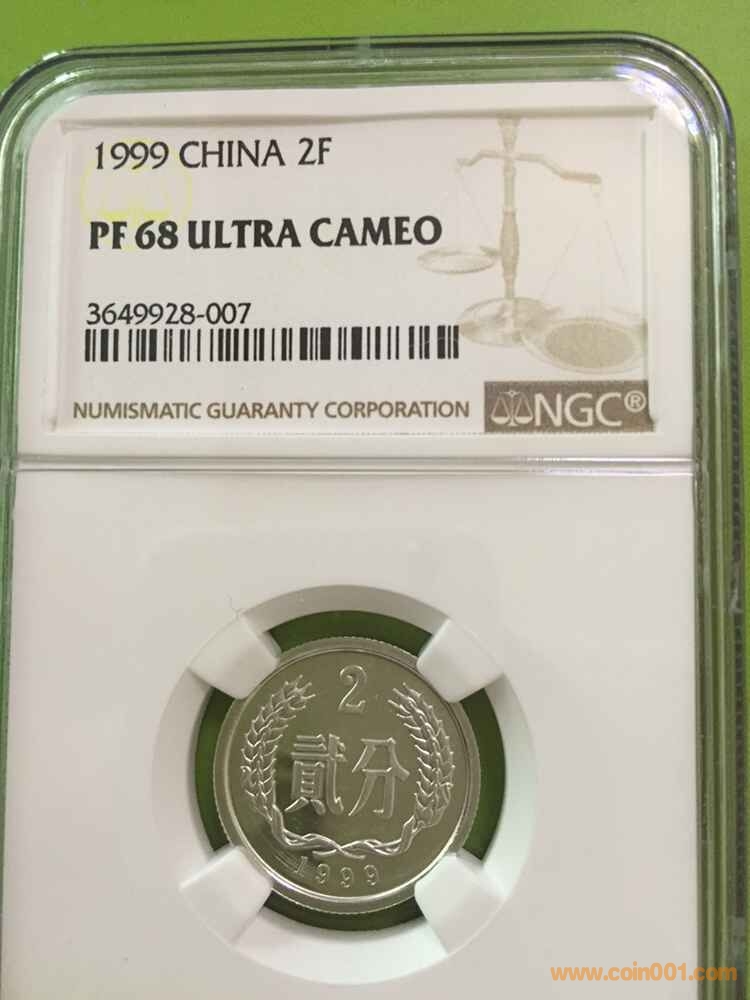 1999 CHINA 2F
PF 68 ULTRA CAMEO
3649928-007
NUMISMATIC GUARANTY CORPORATION NGC®
2
貳分
1999
www.coin001.com